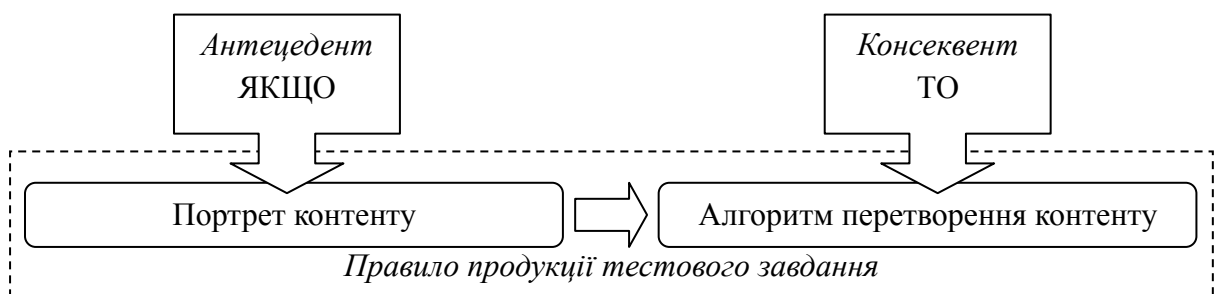 Антецедент
ЯКЩО
Консеквент
ТО
Портрет контенту
Алгоритм перетворення контенту
Правило продукції тестового завдання